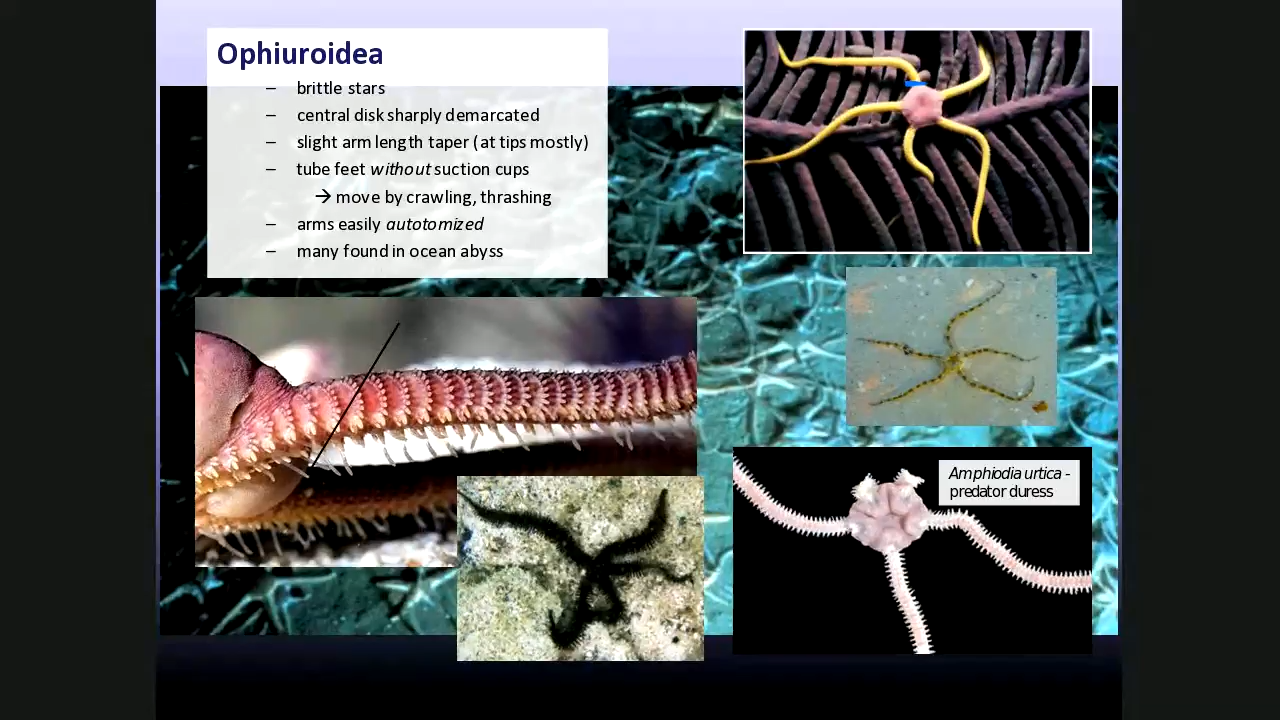 Ophiuroidea
– brittle stars
– central disk sharply demarcated
– slight arm length taper (at tips mostly)
– tube feet without suction cups
→ move by crawling, thrashing
– arms easily autotomized
– many found in ocean abyss
Amphiodia urtica -
predator duress